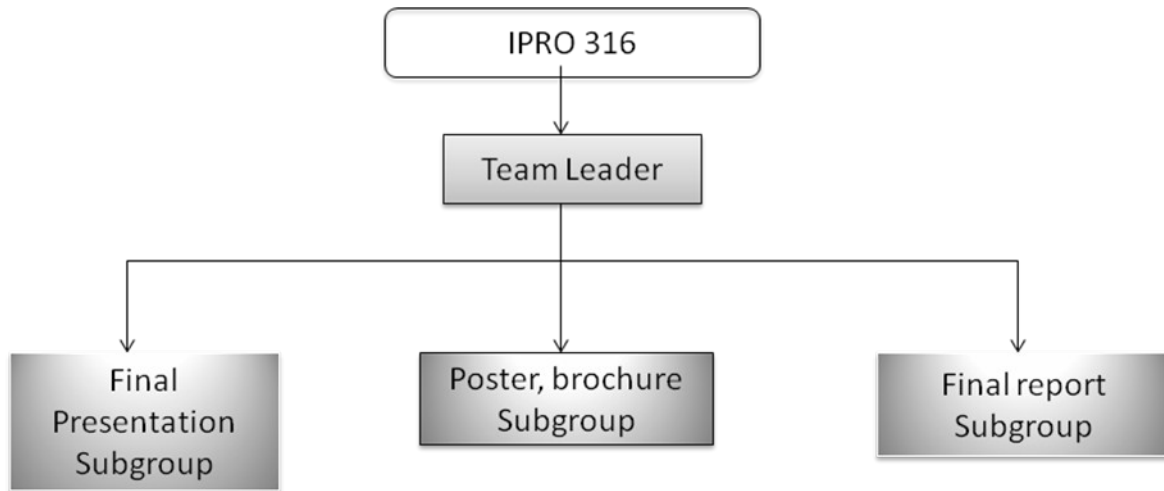 IPRO 316
Team Leader
Final
Presentation
Subgroup
Poster, brochure
Subgroup
Final report
Subgroup